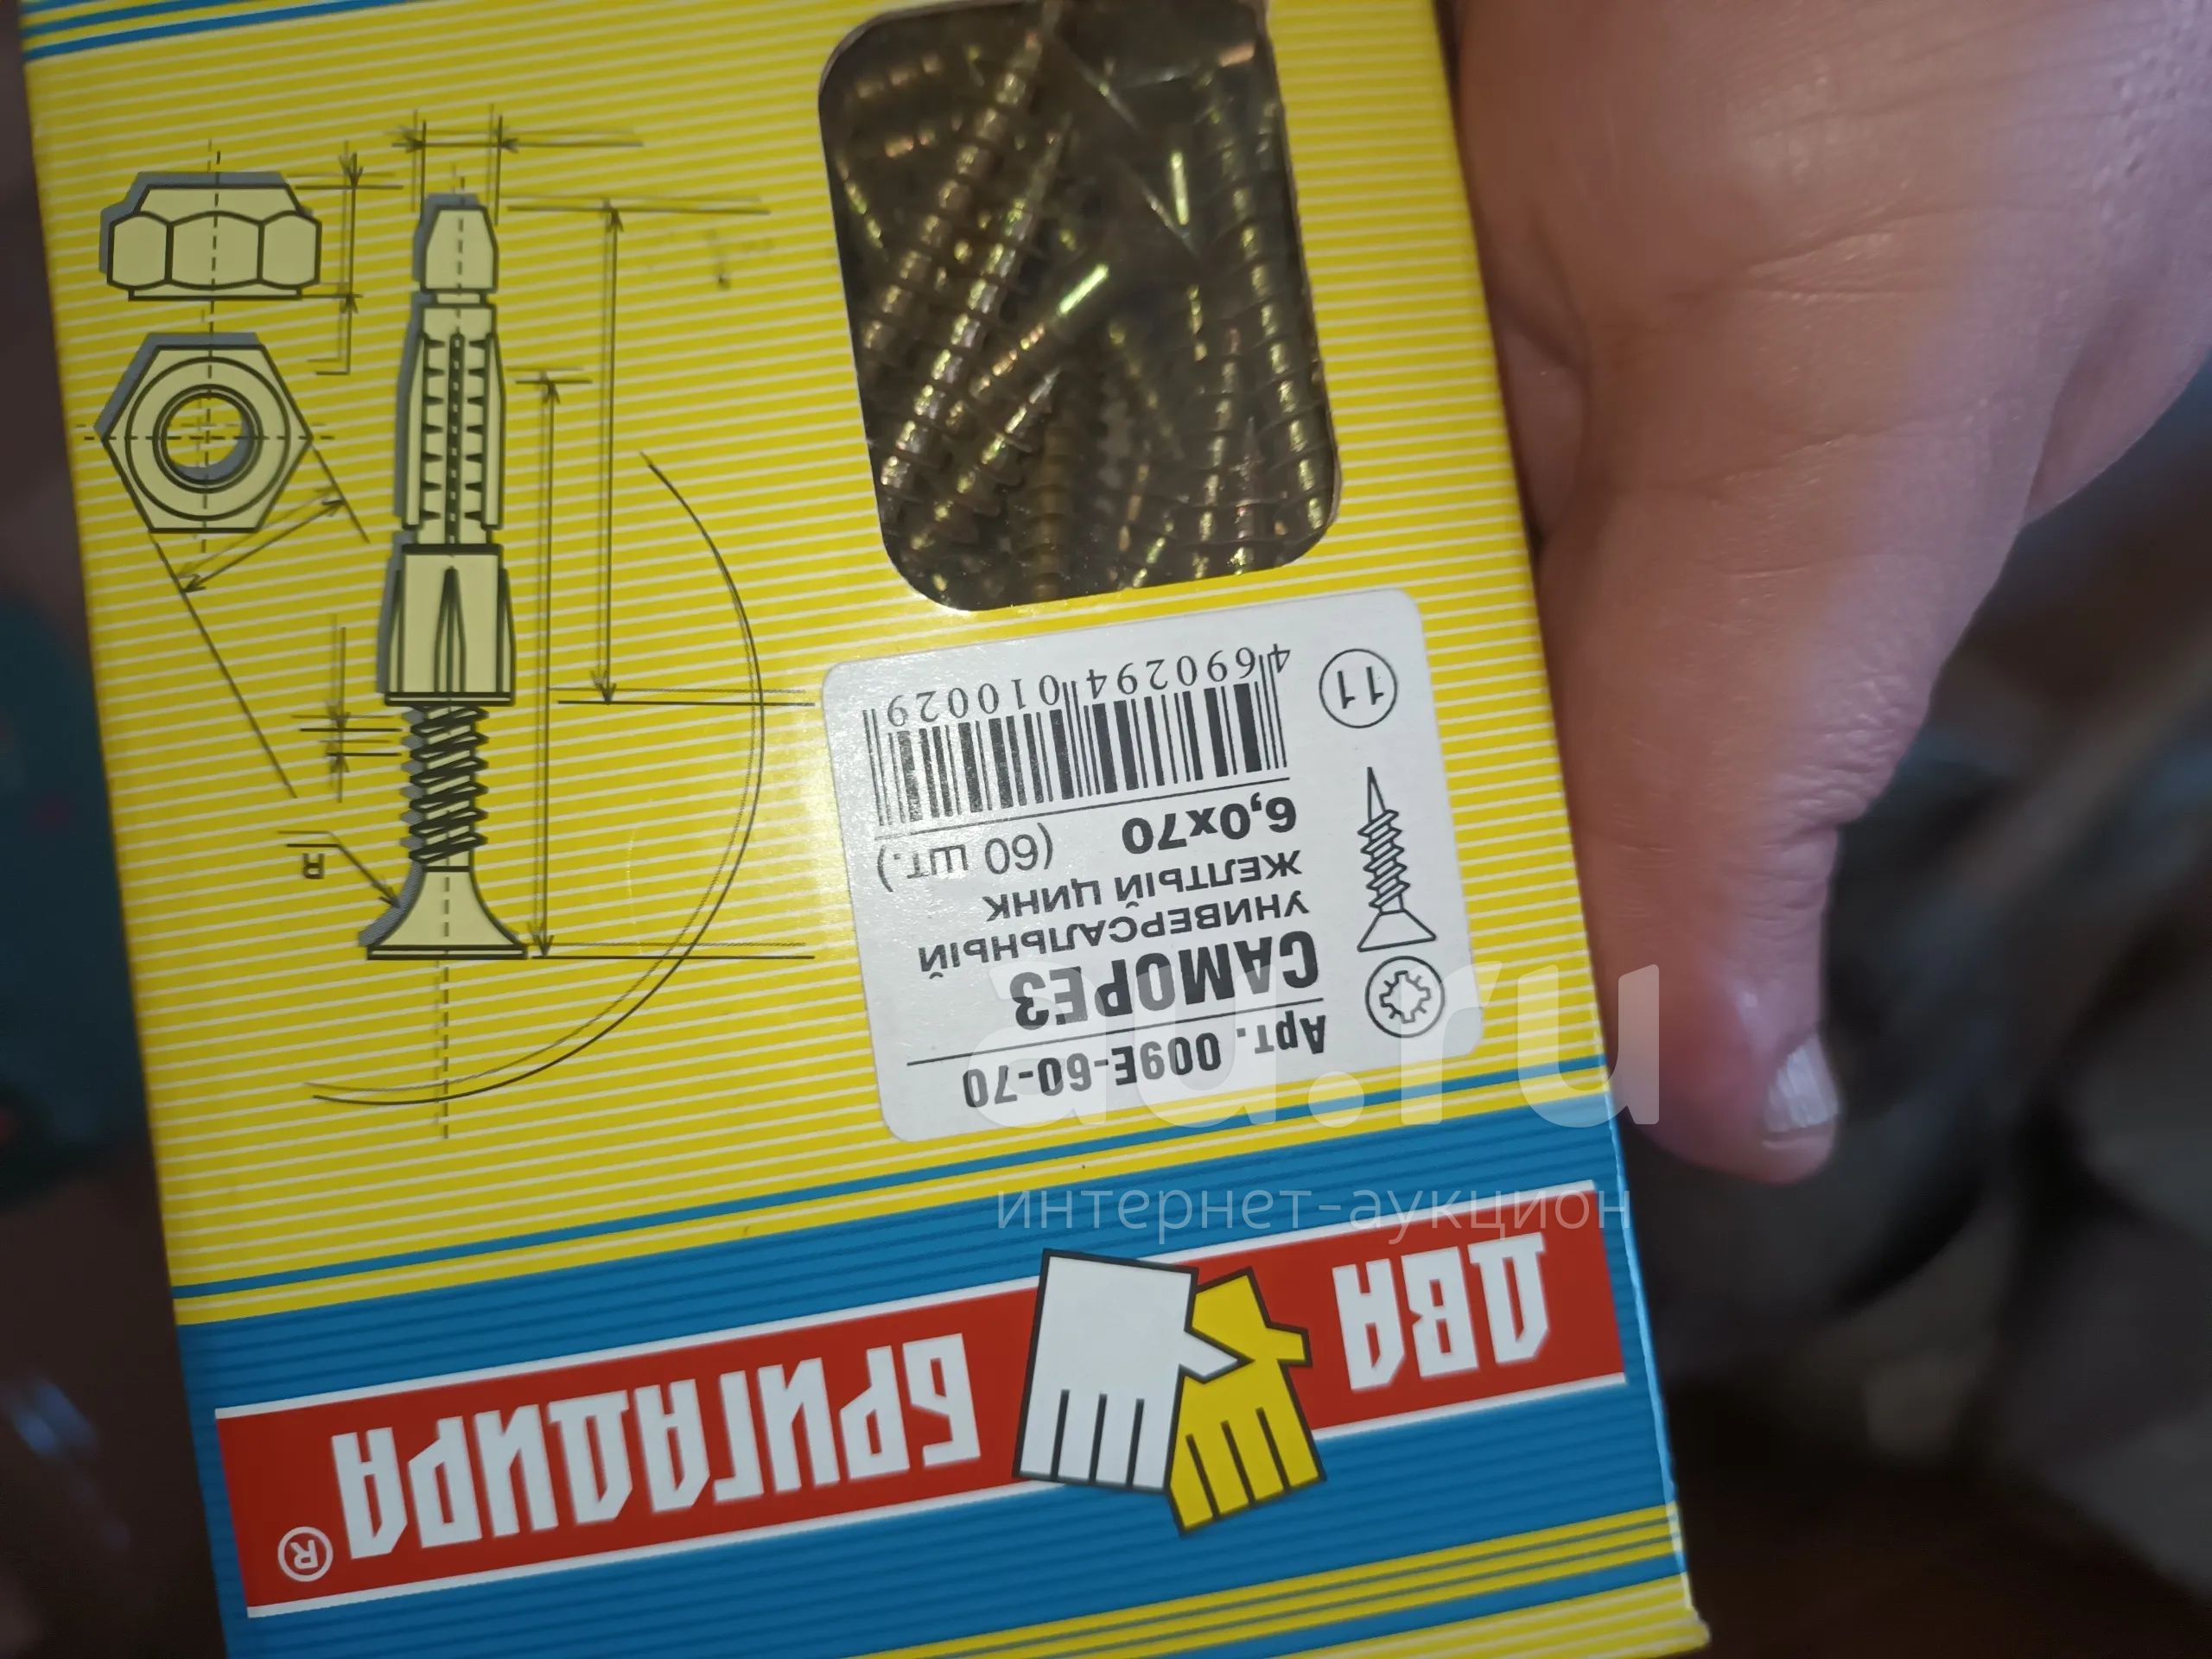 ДВА БРИГАДИРА®
Арт. 009Е-60-70
САМОРЕЗ
УНИВЕРСАЛЬНЫЙ
ЖЕЛТЫЙ ЦИНК
6,0х70 (60 шт.)
4690294010029
11
R
au.ru
интернет-аукцион